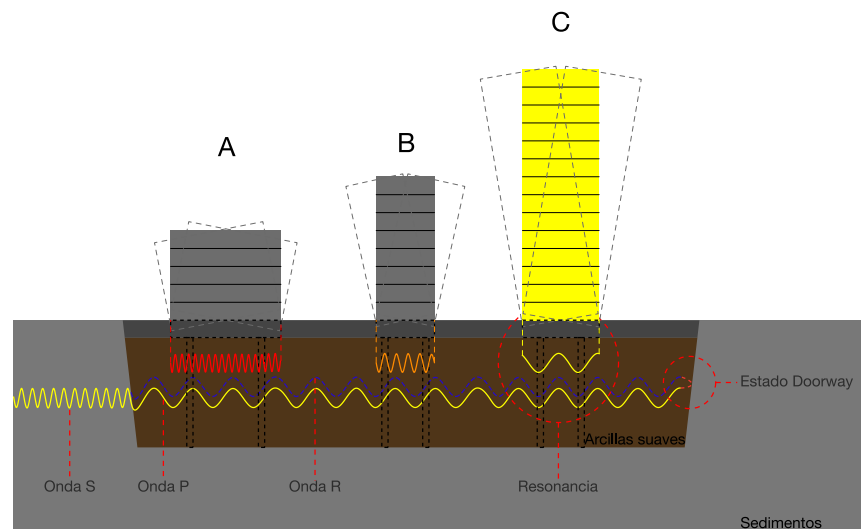 C
B
A
Estado Doorway
Arcillas suaves
Onda S
Onda P
Onda R
Resonancia
Sedimentos